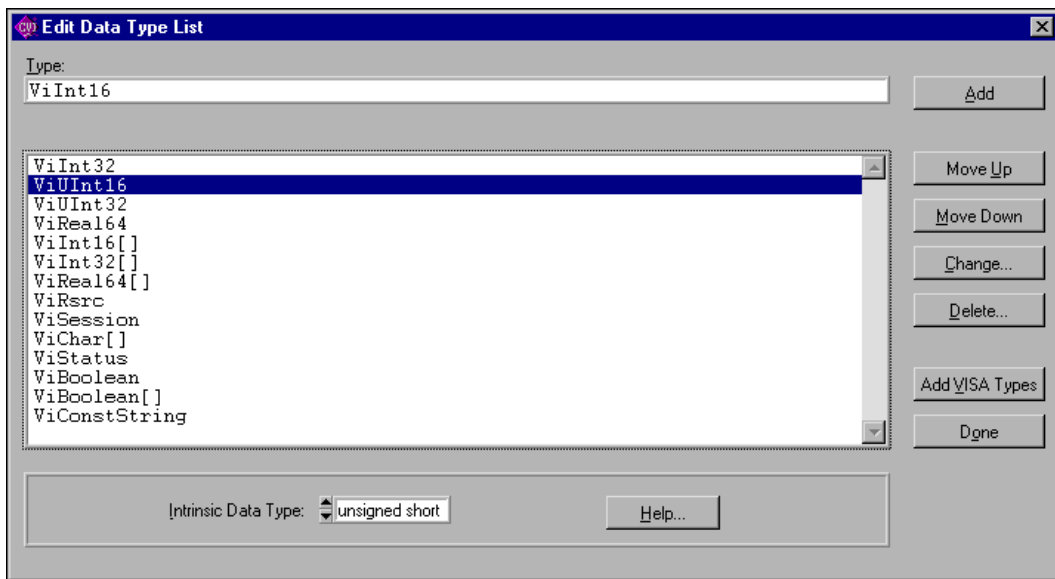 CVI Edit Data Type List
Type:
ViInt16
Add
ViInt32
ViUInt16
ViUInt32
ViReal64
ViInt16[]
ViInt32[]
ViReal64[]
ViRsrc
ViSession
ViChar[]
ViStatus
ViBoolean
ViBoolean[]
ViConstString
Move Up
Move Down
Change...
Delete...
Add VISA Types
Done
Intrinsic Data Type: unsigned short
Help...